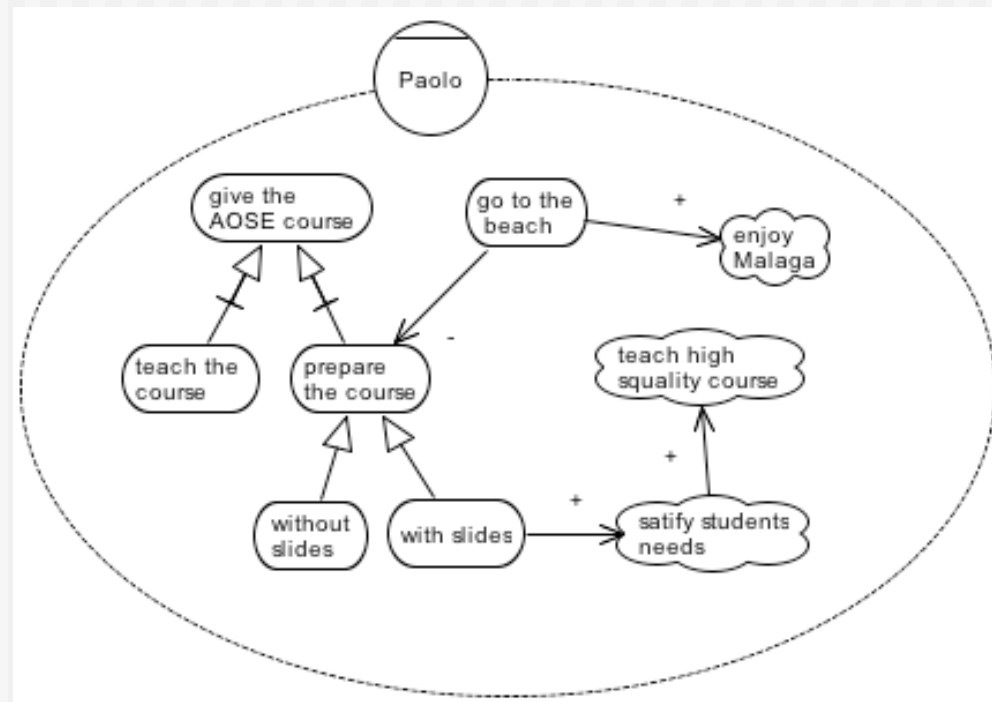 Paolo
give the
AOSE course
go to the
beach
+
enjoy
Malaga
-
teach the
course
prepare
the course
teach high
squality course
+
+
without
slides
with slides
satify students
needs